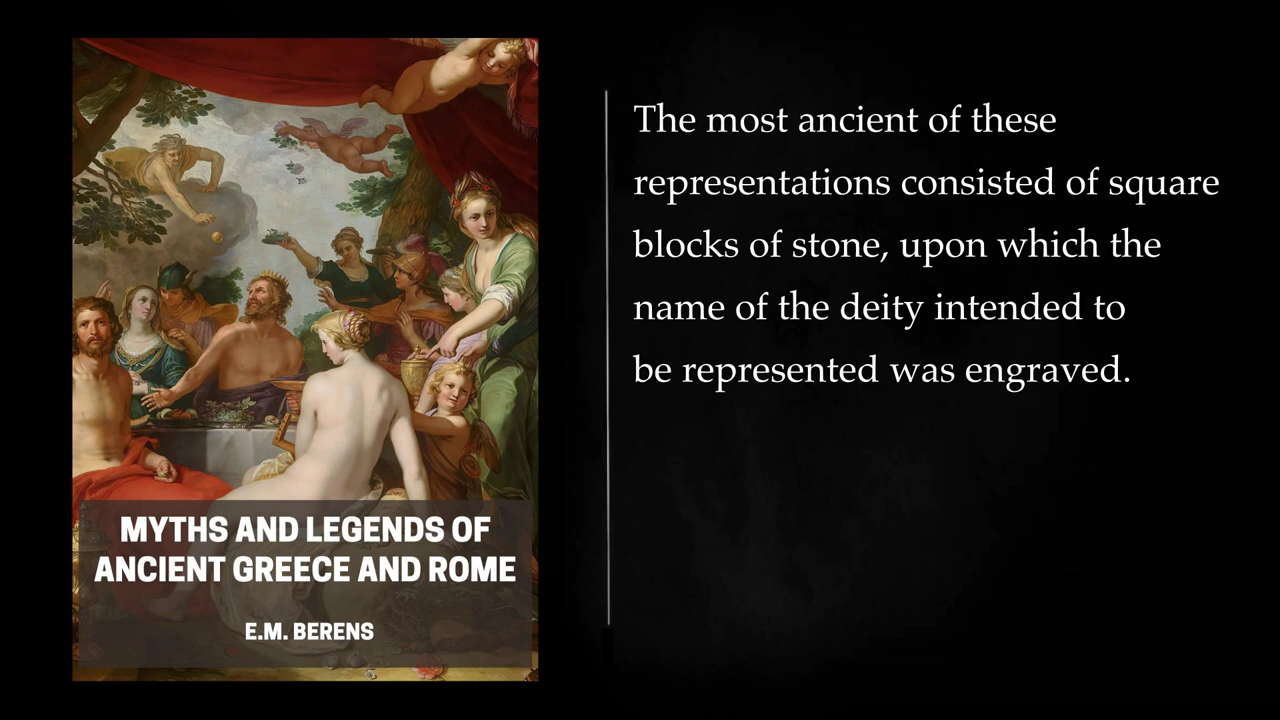 MYTHS AND LEGENDS OF
ANCIENT GREECE AND ROME
E.M. BERENS
The most ancient of these
representations consisted of square
blocks of stone, upon which the
name of the deity intended to
be represented was engraved.